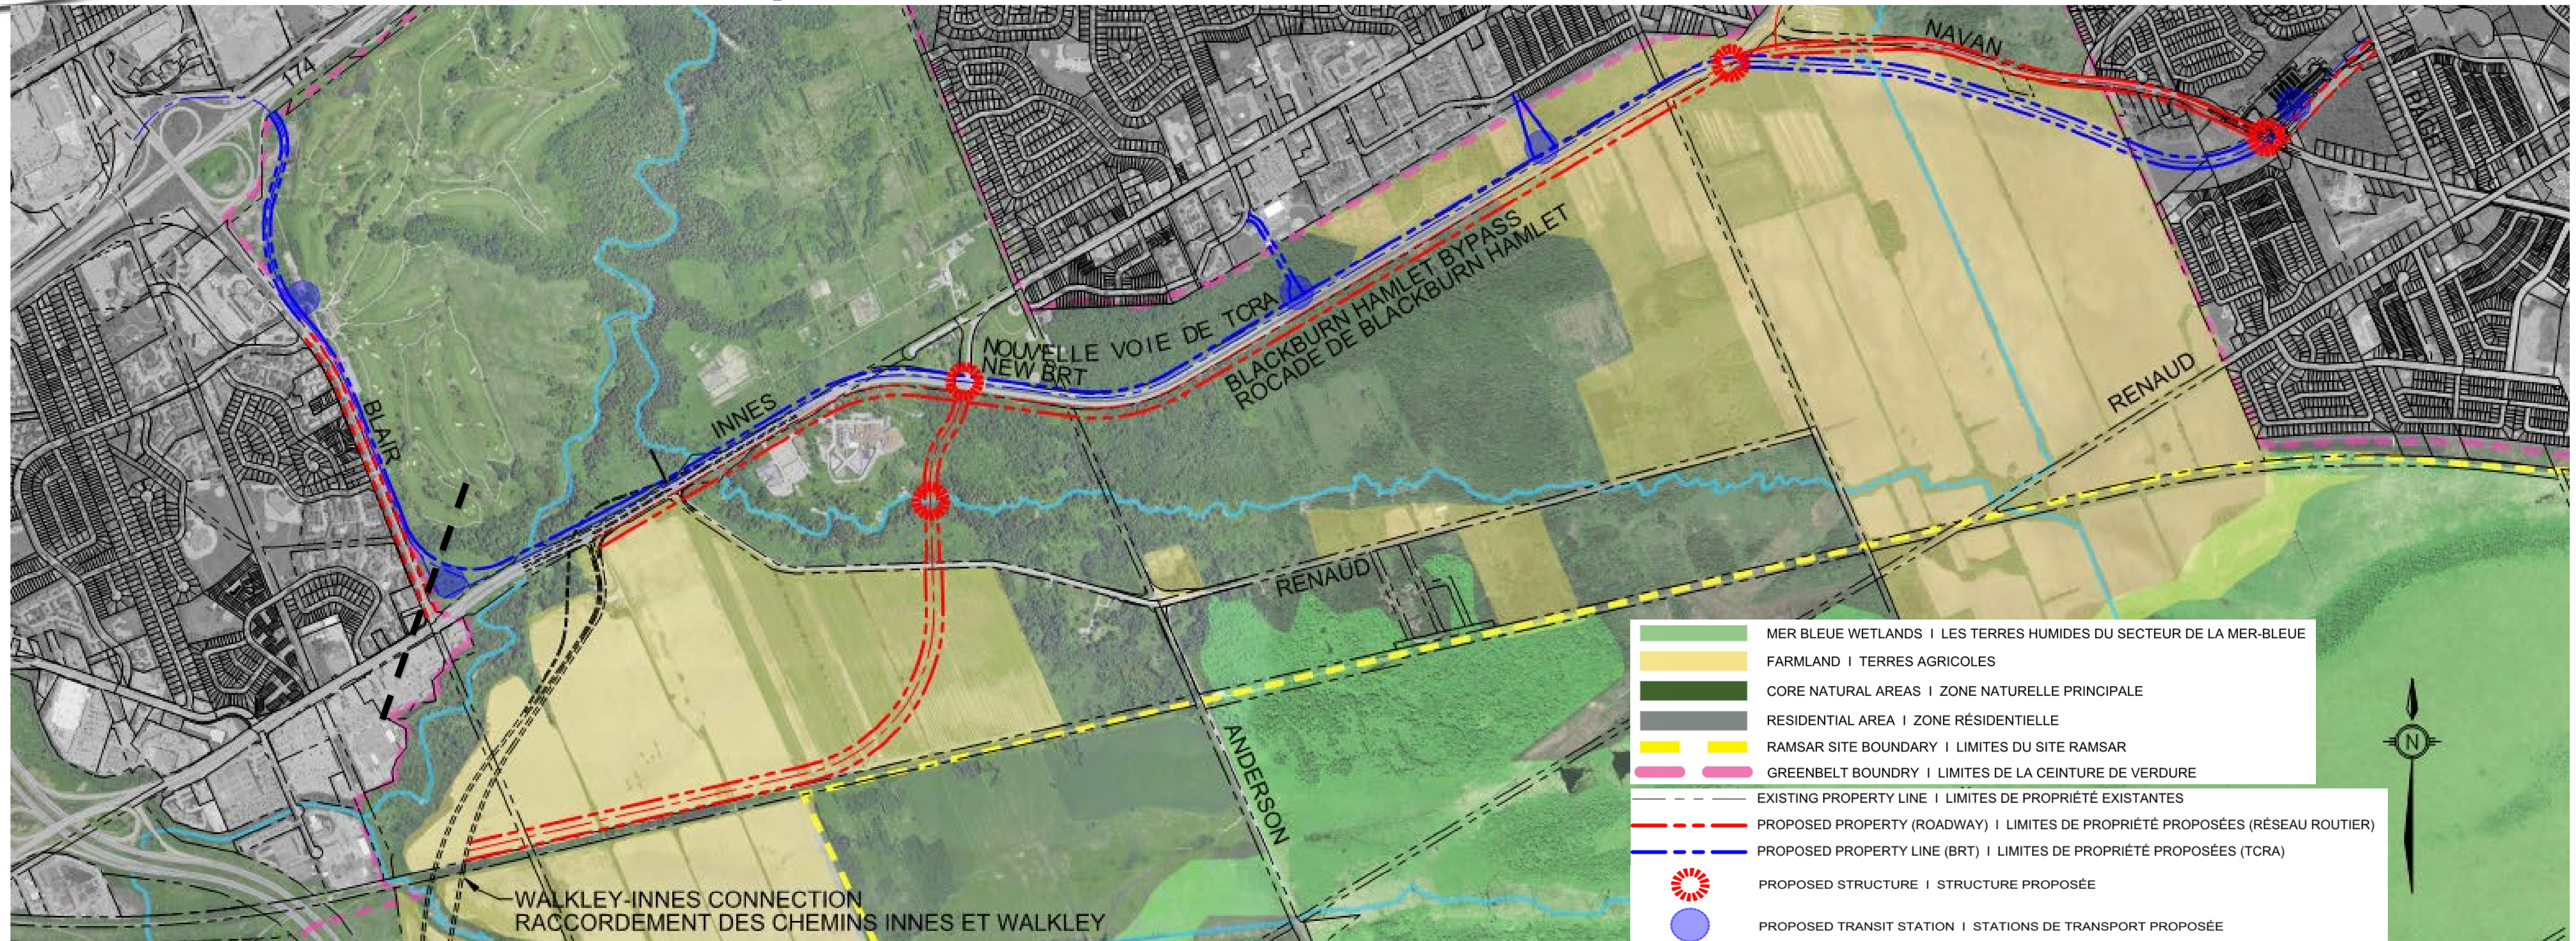 174
NAVAN
BLAIR
INNES
NOUVELLE VOIE DE TCRA
NEW BRT
BLACKBURN HAMLET BYPASS
ROCADE DE BLACKBURN HAMLET
RENAUD
RENAUD
ANDERSON
WALKLEY-INNES CONNECTION
RACCORDEMENT DES CHEMINS INNES ET WALKLEY
MER BLEUE WETLANDS I LES TERRES HUMIDES DU SECTEUR DE LA MER-BLEUE
FARMLAND I TERRES AGRICOLES
CORE NATURAL AREAS I ZONE NATURELLE PRINCIPALE
RESIDENTIAL AREA I ZONE RÉSIDENTIELLE
RAMSAR SITE BOUNDARY I LIMITES DU SITE RAMSAR
GREENBELT BOUNDRY I LIMITES DE LA CEINTURE DE VERDURE
EXISTING PROPERTY LINE I LIMITES DE PROPRIÉTÉ EXISTANTES
PROPOSED PROPERTY (ROADWAY) I LIMITES DE PROPRIÉTÉ PROPOSÉES (RÉSEAU ROUTIER)
PROPOSED PROPERTY LINE (BRT) I LIMITES DE PROPRIÉTÉ PROPOSÉES (TCRA)
PROPOSED STRUCTURE I STRUCTURE PROPOSÉE
PROPOSED TRANSIT STATION I STATIONS DE TRANSPORT PROPOSÉE
N